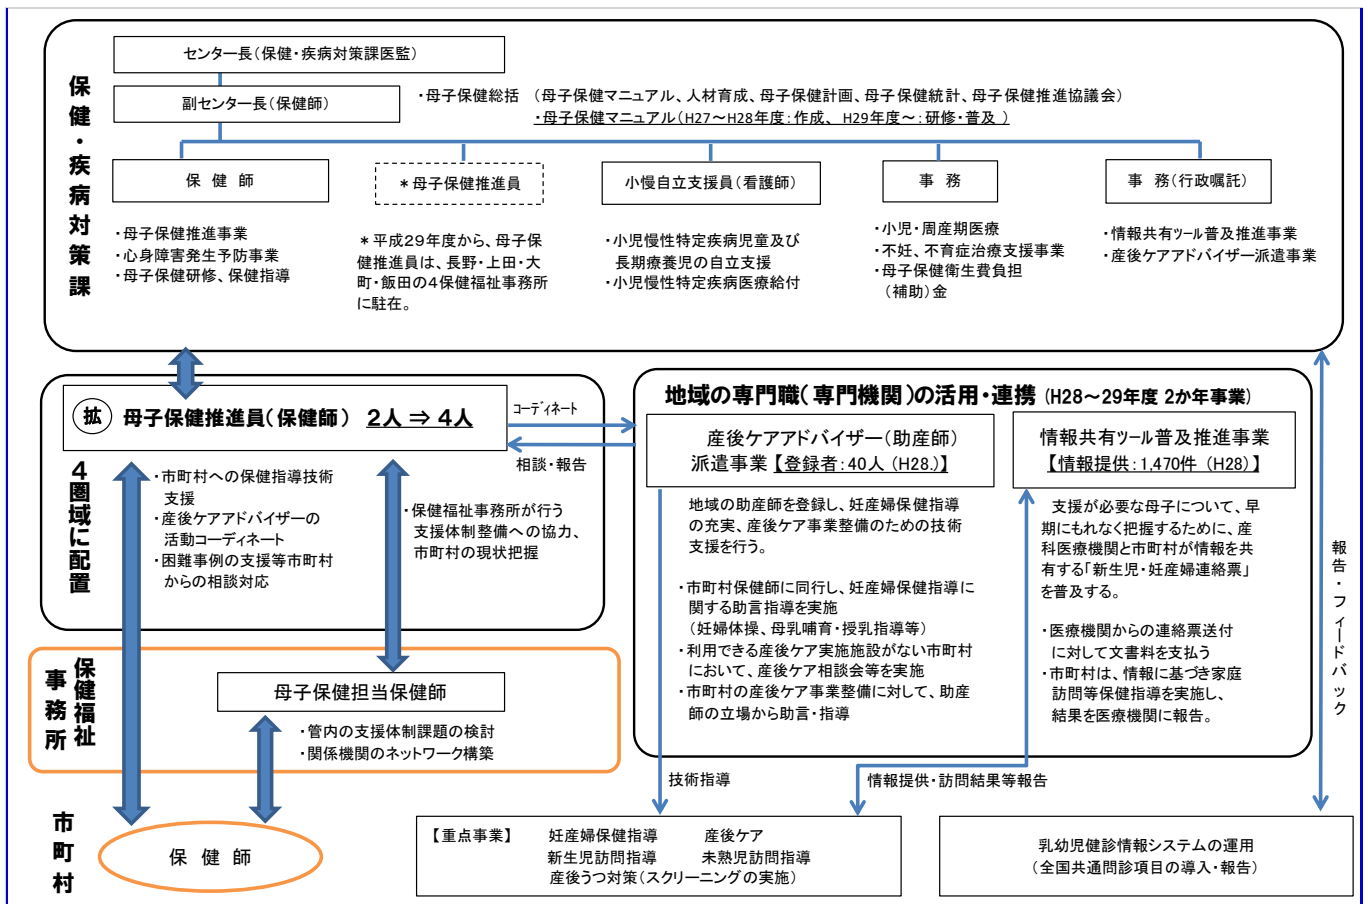 保健・疾病対策課
センター長（保健・疾病対策課医監）
副センター長（保健師）
・母子保健総括　（母子保健マニュアル、人材育成、母子保健計画、母子保健統計、母子保健推進協議会）
・母子保健マニュアル（H27～H28年度：作成、 H29年度～：研修・普及 ）
保 健 師
・母子保健推進事業
・心身障害発生予防事業
・母子保健研修、保健指導
＊母子保健推進員
＊平成２９年度から、母子保
健推進員は、長野・上田・大
町・飯田の４保健福祉事務所
に駐在。
小慢自立支援員（看護師）
・小児慢性特定疾病児童及び
長期療養児の自立支援
・小児慢性特定疾病医療給付
事 務
・小児・周産期医療
・不妊、不育症治療支援事業
・母子保健衛生費負担
（補助）金
事 務（行政嘱託）
・情報共有ﾂｰﾙ普及推進事業
・産後ケアアドバイザー派遣事業
４圏域に配置
拡 母子保健推進員（保健師） ２人 ⇒ ４人
・市町村への保健指導技術
支援
・産後ケアアドバイザーの
活動コーディネート
・困難事例の支援等市町村
からの相談対応
・保健福祉事務所が行う
支援体制整備への協力、
市町村の現状把握
ｺｰﾃﾞｨﾈｰﾄ
相談・報告
地域の専門職（専門機関）の活用・連携 (H28～29年度 2か年事業)
産後ケアアドバイザー（助産師）
派遣事業【登録者：40人 （H28.）】
地域の助産師を登録し、妊産婦保健指導
の充実、産後ケア事業整備のための技術
支援を行う。
・市町村保健師に同行し、妊産婦保健指導に
関する助言指導を実施
（妊婦体操、母乳哺育・授乳指導等）
・利用できる産後ケア実施施設がない市町村
において、産後ケア相談会等を実施
・市町村の産後ケア事業整備に対して、助産
師の立場から助言・指導
情報共有ﾂｰﾙ普及推進事業
【情報提供：1,470件 （H28）】
支援が必要な母子について、早
期にもれなく把握するために、産
科医療機関と市町村が情報を共
有する「新生児・妊産婦連絡票」
を普及する。
・医療機関からの連絡票送付
に対して文書料を支払う
・市町村は、情報に基づき家庭
訪問等保健指導を実施し、
結果を医療機関に報告。
報告・フィードバック
保健福祉
事務所
母子保健担当保健師
・管内の支援体制課題の検討
・関係機関のネットワーク構築
技術指導
情報提供・訪問結果等報告
市町村
保 健 師
【重点事業】　妊産婦保健指導　産後ケア
新生児訪問指導　未熟児訪問指導
産後うつ対策（スクリーニングの実施）
乳幼児健診情報システムの運用
（全国共通問診項目の導入・報告）